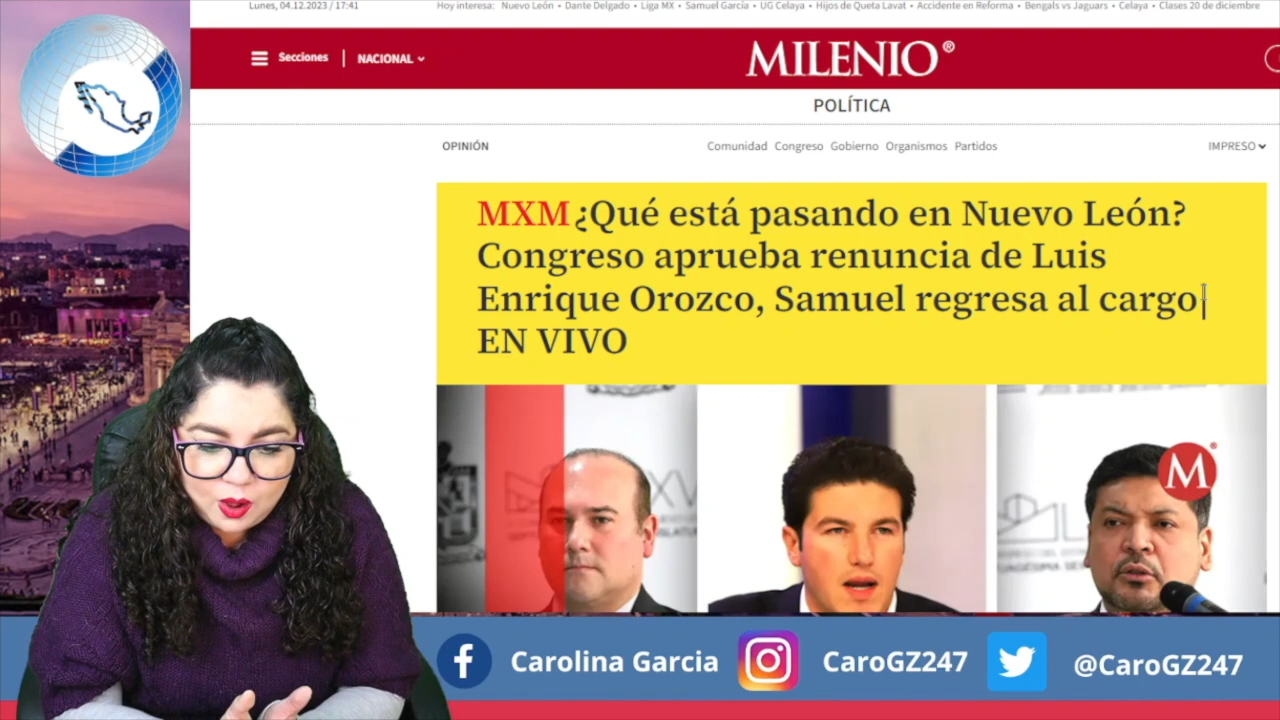 Lunes, 04.12.2023 / 17:41
Hoy interesa: Nuevo León • Dante Delgado • Liga MX • Samuel García • UG Celaya • Hijos de Queta Lavat • Accidente en Reforma • Bengals vs Jaguars • Celaya • Clases 20 de diciembre
Secciones | NACIONAL
MILENIO®
POLÍTICA
OPINIÓN
Comunidad Congreso Gobierno Organismos Partidos
IMPRESO
MXM ¿Qué está pasando en Nuevo León?
Congreso aprueba renuncia de Luis
Enrique Orozco, Samuel regresa al cargo|
EN VIVO
M
Carolina Garcia
CaroGZ247
@CaroGZ247